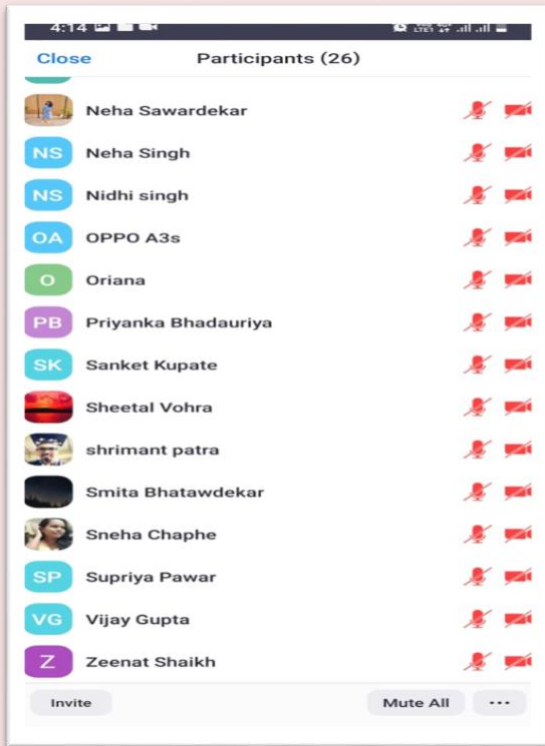 4:14
Close Participants (26)
Neha Sawardekar
NS Neha Singh
NS Nidhi singh
OA OPPO A3s
O Oriana
PB Priyanka Bhadauriya
SK Sanket Kupate
Sheetal Vohra
shrimant patra
Smita Bhatawdekar
Sneha Chaphe
SP Supriya Pawar
VG Vijay Gupta
Z Zeenat Shaikh
Invite Mute All ...